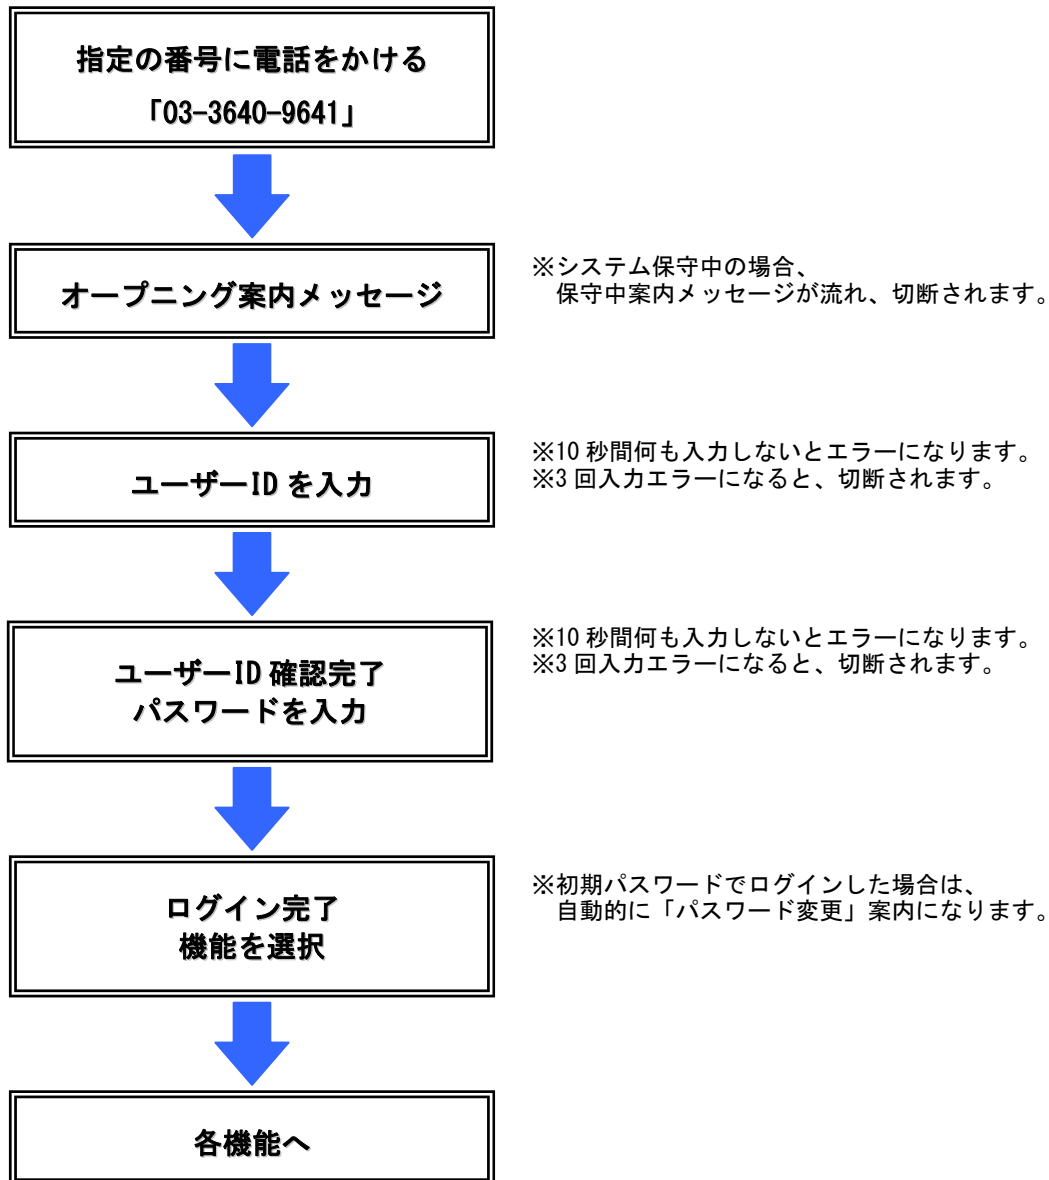 指定の番号に電話をかける
「03-3640-9641」
オープニング案内メッセージ
※システム保守中の場合、
保守中案内メッセージが流れ、切断されます。
ユーザーID を入力
※10 秒間何も入力しないとエラーになります。
※3 回入力エラーになると、切断されます。
ユーザーID 確認完了
パスワードを入力
※10 秒間何も入力しないとエラーになります。
※3 回入力エラーになると、切断されます。
ログイン完了
機能を選択
※初期パスワードでログインした場合は、
自動的に「パスワード変更」案内になります。
各機能へ